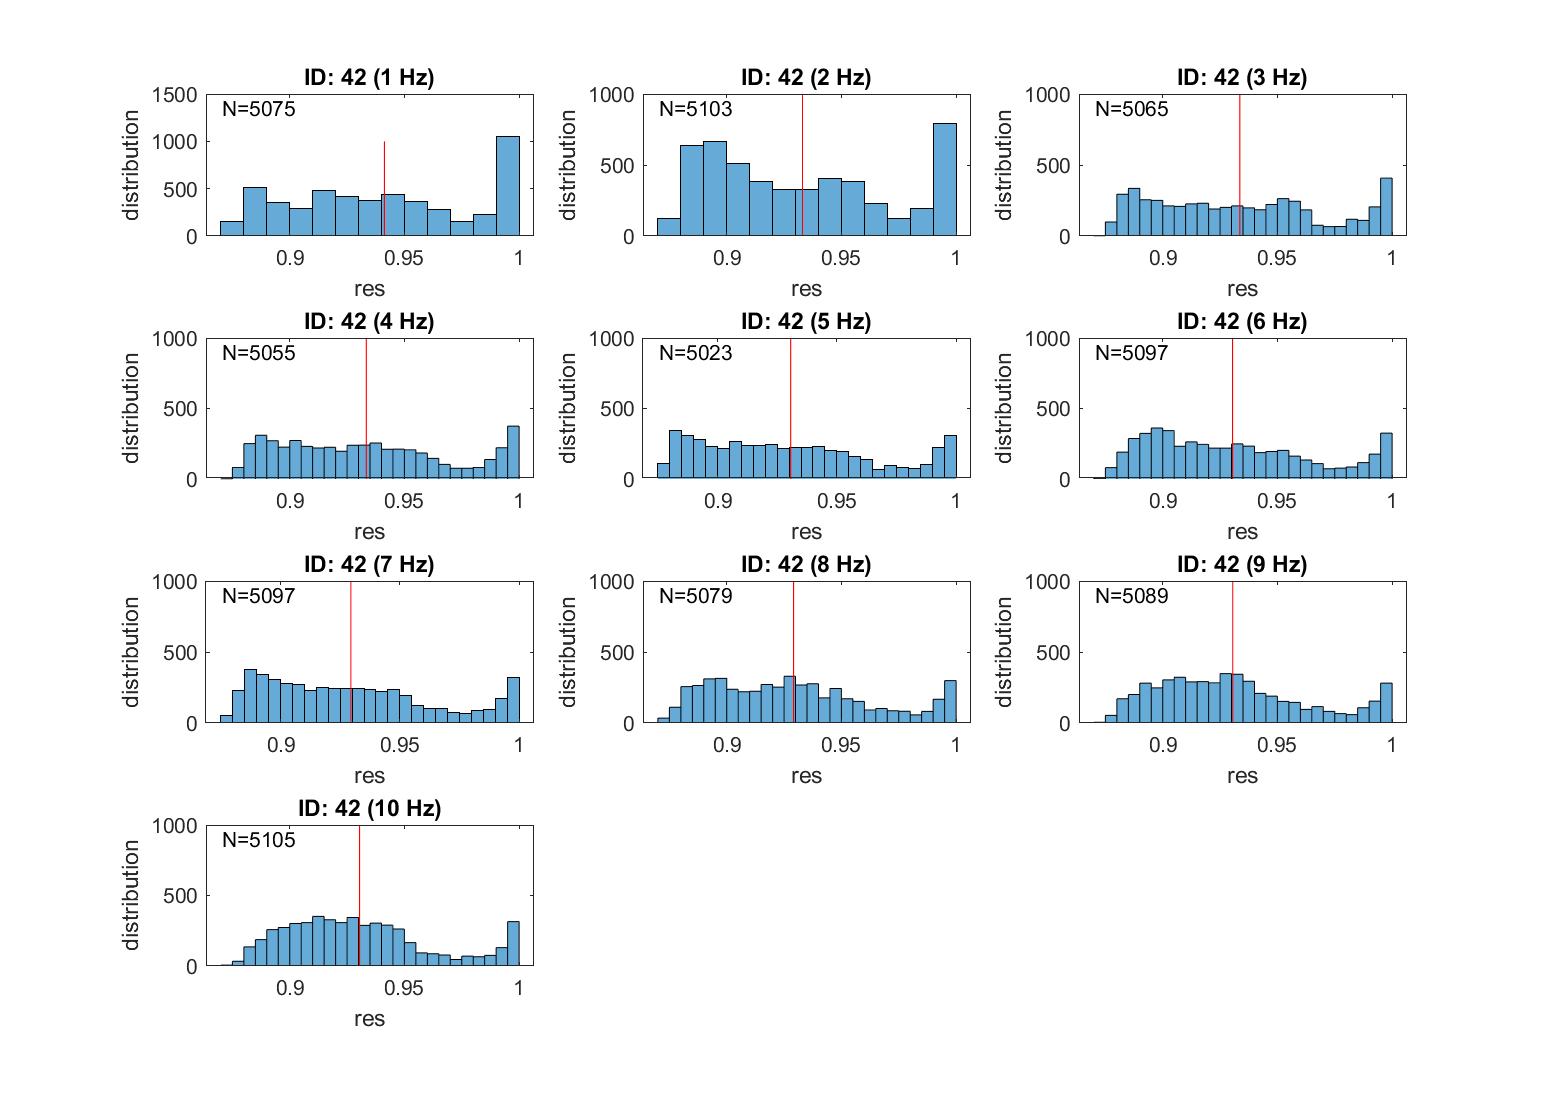 ID: 42 (1 Hz)
N=5075
1500
1000
500
0
distribution
0.9
0.95
1
res
ID: 42 (2 Hz)
N=5103
1000
500
0
distribution
0.9
0.95
1
res
ID: 42 (3 Hz)
N=5065
1000
500
0
distribution
0.9
0.95
1
res
ID: 42 (4 Hz)
N=5055
1000
500
0
distribution
0.9
0.95
1
res
ID: 42 (5 Hz)
N=5023
1000
500
0
distribution
0.9
0.95
1
res
ID: 42 (6 Hz)
N=5097
1000
500
0
distribution
0.9
0.95
1
res
ID: 42 (7 Hz)
N=5097
1000
500
0
distribution
0.9
0.95
1
res
ID: 42 (8 Hz)
N=5079
1000
500
0
distribution
0.9
0.95
1
res
ID: 42 (9 Hz)
N=5089
1000
500
0
distribution
0.9
0.95
1
res
ID: 42 (10 Hz)
N=5105
1000
500
0
distribution
0.9
0.95
1
res